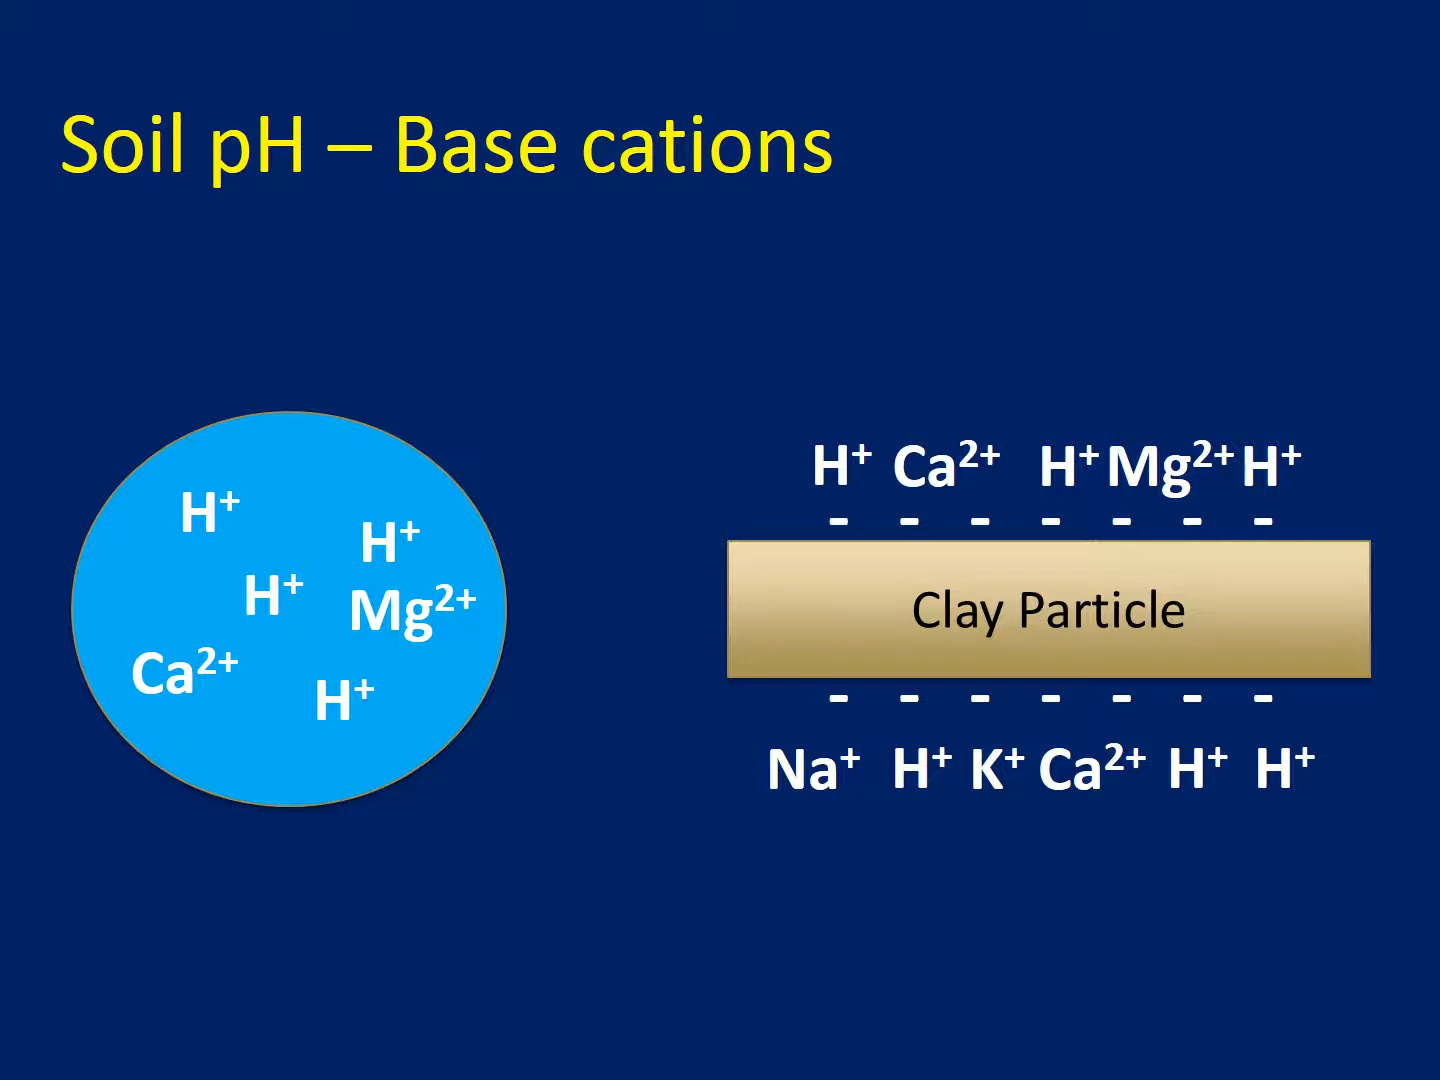 Soil pH – Base cations
H⁺
H⁺
H⁺
Mg²⁺
Ca²⁺
H⁺
H⁺ Ca²⁺ H⁺ Mg²⁺ H⁺
- - - - - - -
Clay Particle
- - - - - - -
Na⁺ H⁺ K⁺ Ca²⁺ H⁺ H⁺